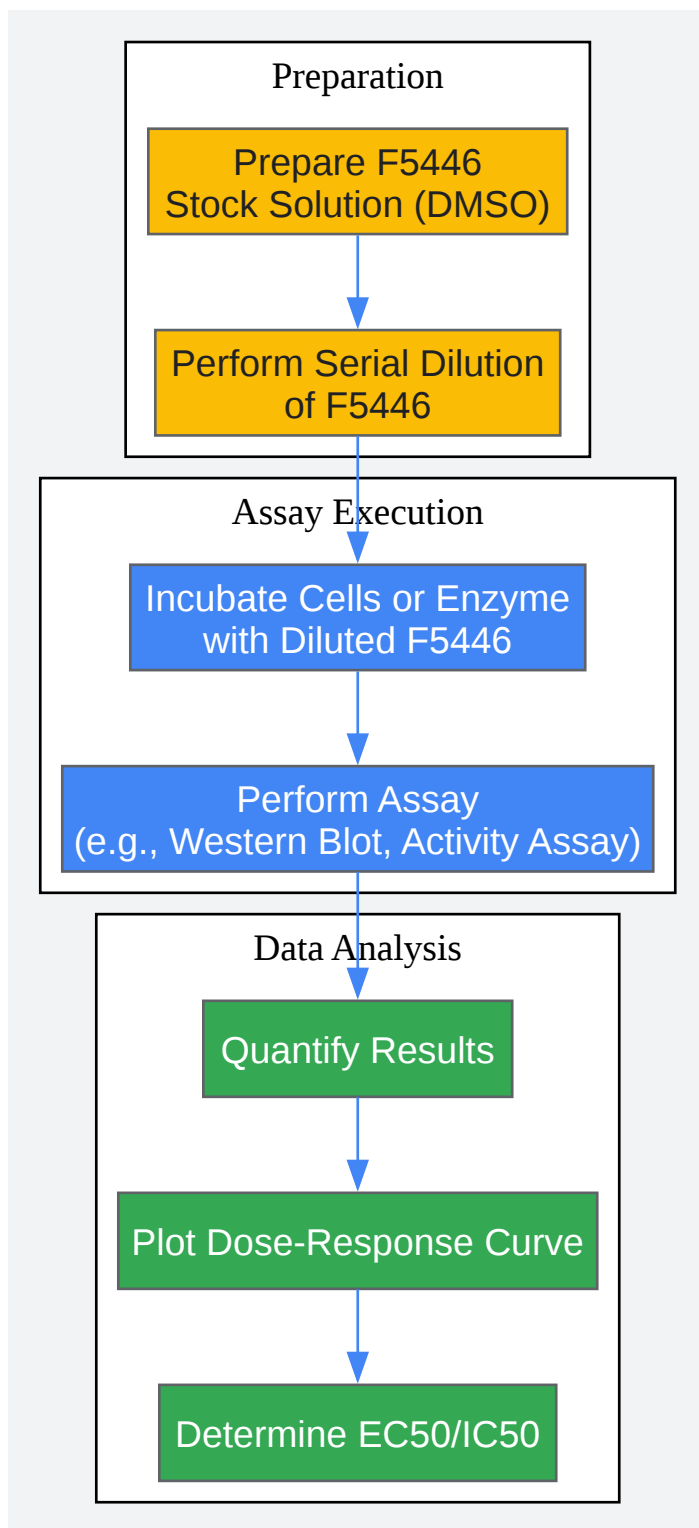 Preparation
Prepare F5446
Stock Solution (DMSO)
Perform Serial Dilution
of F5446
Assay Execution
Incubate Cells or Enzyme
with Diluted F5446
Perform Assay
(e.g., Western Blot, Activity Assay)
Data Analysis
Quantify Results
Plot Dose-Response Curve
Determine EC50/IC50